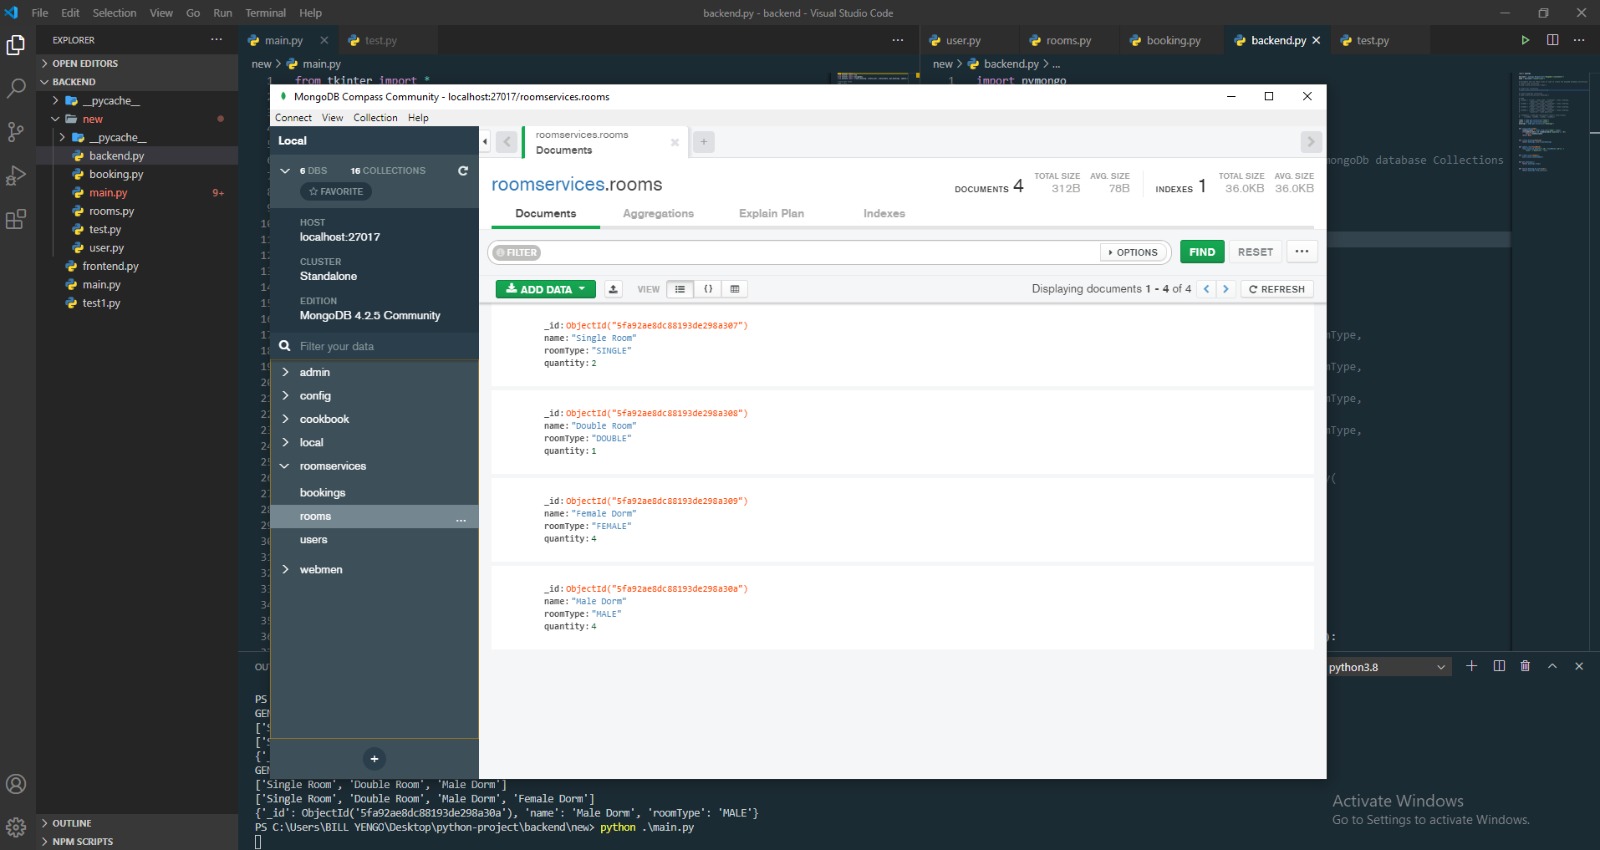 File Edit Selection View Go Run Terminal Help
backend.py - backend - Visual Studio Code
EXPLORER
OPEN EDITORS
BACKEND
__pycache__
new
__pycache__
backend.py
booking.py
main.py 9+
rooms.py
test.py
user.py
frontend.py
main.py
test1.py
OUTLINE
NPM SCRIPTS
main.py
test.py
new > main.py
1 from tkinter import *
user.py
rooms.py
booking.py
backend.py
test.py
new > backend.py > ...
1 import pymongo
MongoDB Compass Community - localhost:27017/roomservices.rooms
Connect View Collection Help
Local
6 DBS 16 COLLECTIONS
FAVORITE
HOST
localhost:27017
CLUSTER
Standalone
EDITION
MongoDB 4.2.5 Community
Filter your data
admin
config
cookbook
local
roomservices
bookings
rooms ...
users
webmen
roomservices.rooms
Documents
roomservices.rooms
DOCUMENTS 4 TOTAL SIZE 312B AVG. SIZE 78B INDEXES 1 TOTAL SIZE 36.0KB AVG. SIZE 36.0KB
Documents Aggregations Explain Plan Indexes
FILTER OPTIONS FIND RESET ...
ADD DATA VIEW {} Displaying documents 1 - 4 of 4 REFRESH
_id: ObjectId("5fa92ae8dc88193de298a307")
name: "Single Room"
roomType: "SINGLE"
quantity: 2
_id: ObjectId("5fa92ae8dc88193de298a308")
name: "Double Room"
roomType: "DOUBLE"
quantity: 1
_id: ObjectId("5fa92ae8dc88193de298a309")
name: "Female Dorm"
roomType: "FEMALE"
quantity: 4
_id: ObjectId("5fa92ae8dc88193de298a30a")
name: "Male Dorm"
roomType: "MALE"
quantity: 4
mongoDb database Collections
mType,
mType,
mType,
mType,
):
python3.8
PS
['Single Room', 'Double Room', 'Male Dorm']
['Single Room', 'Double Room', 'Male Dorm', 'Female Dorm']
{'_id': ObjectId('5fa92ae8dc88193de298a30a'), 'name': 'Male Dorm', 'roomType': 'MALE'}
PS C:\Users\BILL YENGO\Desktop\python-project\backend\new> python .\main.py
Activate Windows
Go to Settings to activate Windows.